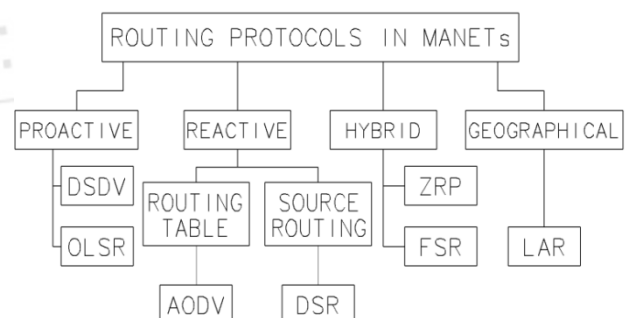 ROUTING PROTOCOLS IN MANETs
PROACTIVE
REACTIVE
HYBRID
GEOGRAPHICAL
DSDV
OLSR
ROUTING
TABLE
SOURCE
ROUTING
AODV
DSR
ZRP
FSR
LAR